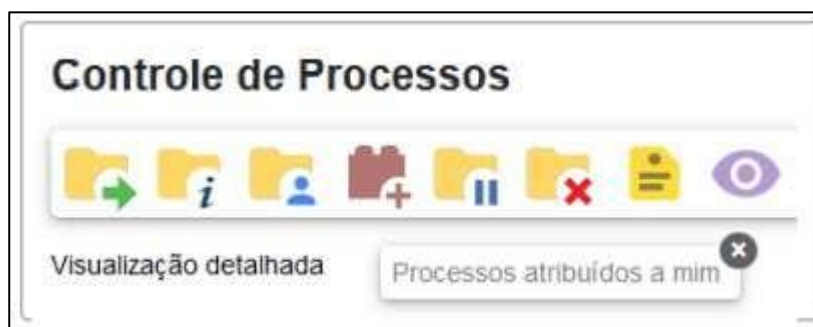 Controle de Processos
Visualização detalhada
Processos atribuídos a mim